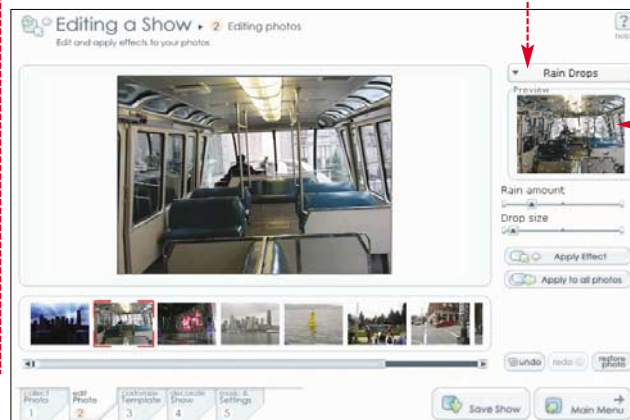 Editing a Show ▸ 2 Editing photos
Edit and apply effects to your photos
?
help
Rain Drops
Preview
Rain amount
Drop size
Apply Effect
Apply to all photos
undo
redo
restore photo
collect Photo 1
edit Photo 2
customize Template 3
decorate Show 4
music & Settings 5
Save Show
Main Menu